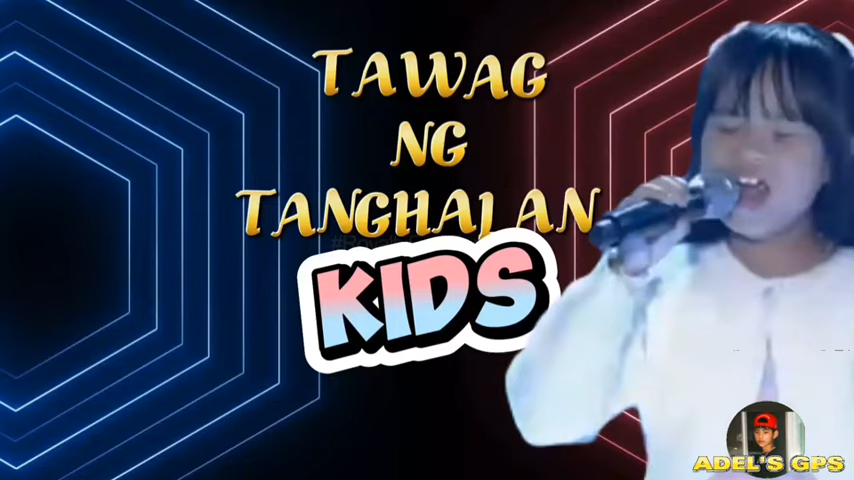 TAWAG
NG
TANGHALAN
KIDS
ADEL'S GPS